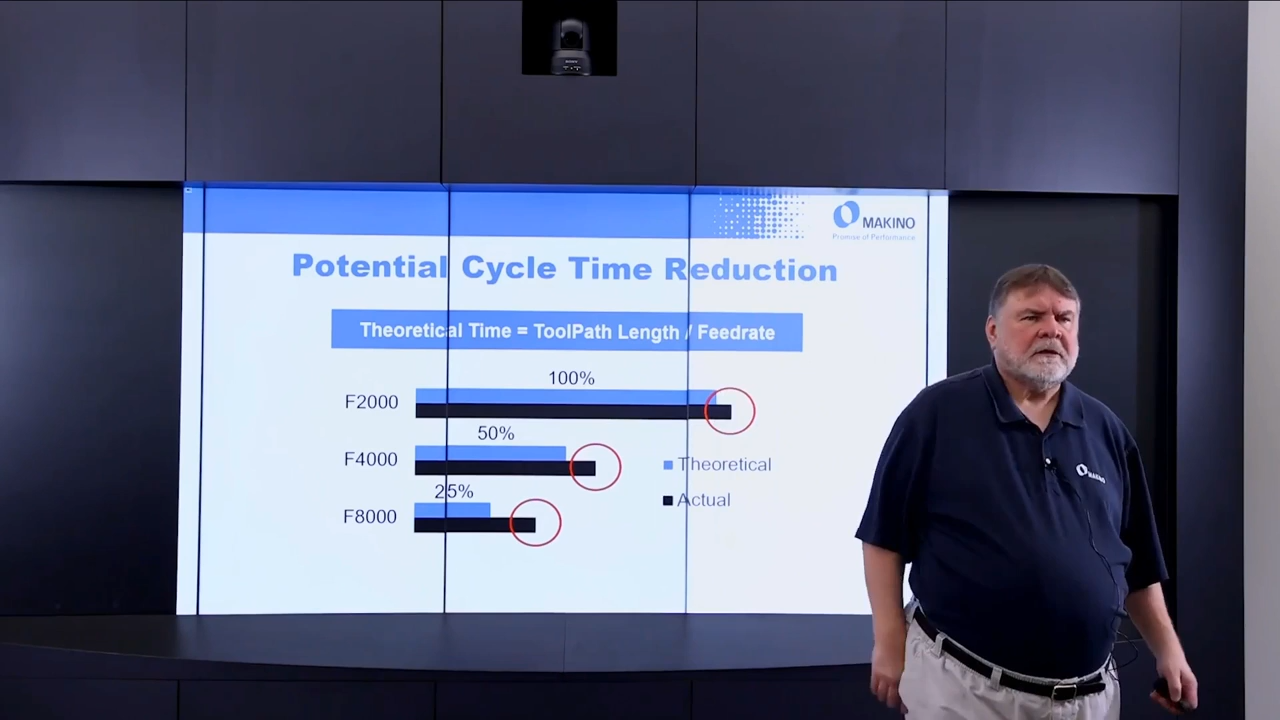 MAKINO
Promise of Performance
Potential Cycle Time Reduction
Theoretical Time = ToolPath Length / Feedrate
100%
F2000
50%
F4000
Theoretical
25%
Actual
F8000
MAKINO